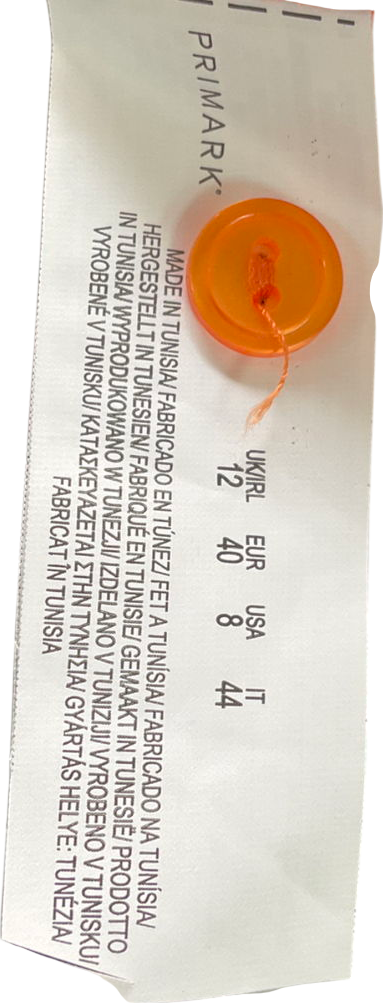 PRIMARK
UK/IRL EUR USA IT
12 40 8 44
MADE IN TUNISIA/ FABRICADO EN TÚNEZ/ FET A TUNÍSIA/ FABRICADO NA TUNÍSIA/
HERGESTELLT IN TUNESIEN/ FABRIQUÉ EN TUNISIE/ GEMAAKT IN TUNESIË/ PRODOTTO
IN TUNISIA/ WYPRODUKOWANO W TUNEZJI/ IZDELANO V TUNIZIJI/ VYROBENO V TUNISKU/
VYROBENÉ V TUNISKU/ ΚΑΤΑΣΚΕΥΑΖΕΤΑΙ ΣΤΗΝ ΤΥΝΗΣΙΑ/ GYÁRTÁS HELYE: TUNÉZIA/
FABRICAT ÎN TUNISIA